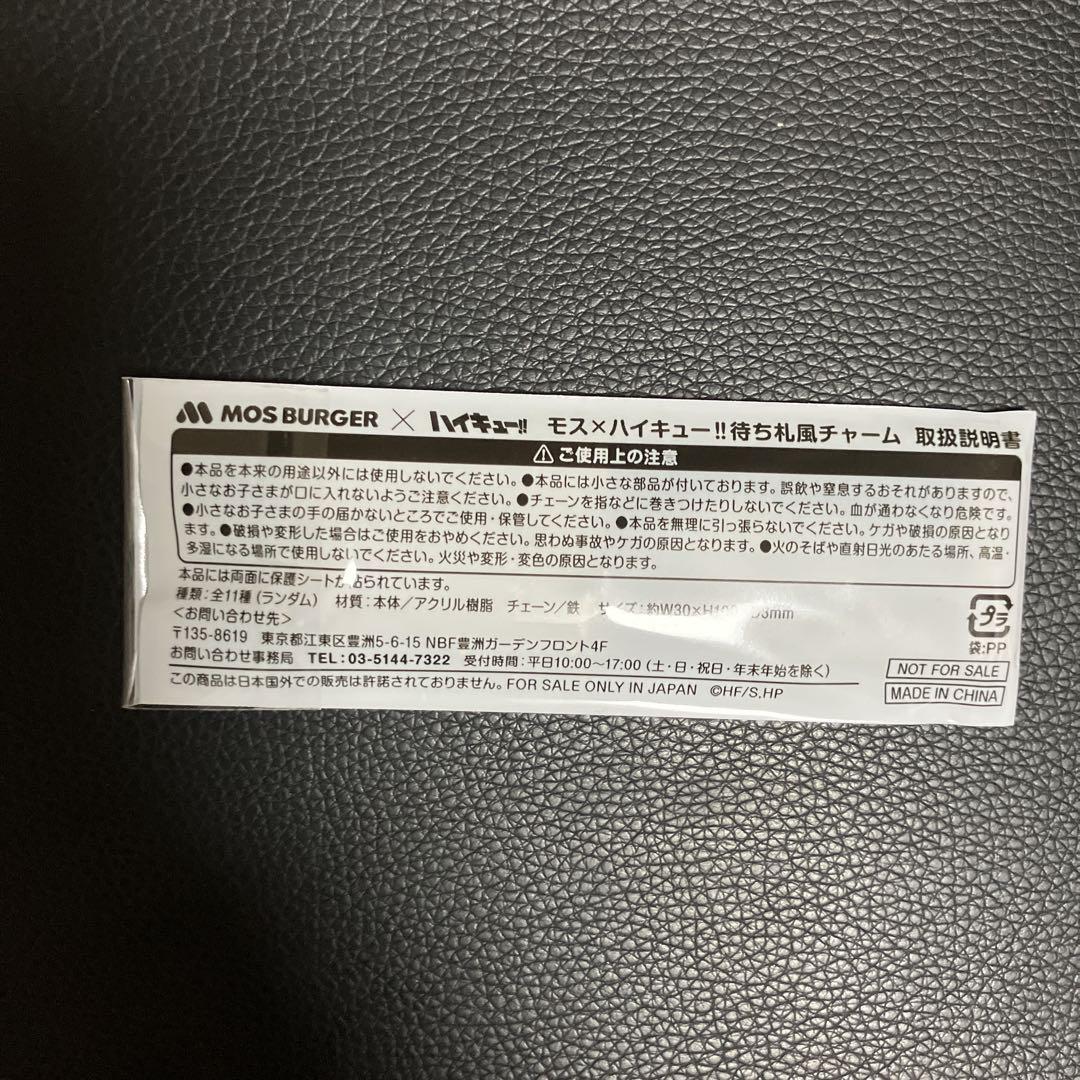 MOS BURGER × ハイキュー!! モス×ハイキュー!!待ち札風チャーム 取扱説明書
ご使用上の注意
●本品を本来の用途以外には使用しないでください。●本品には小さな部品が付いております。誤飲や窒息するおそれがありますので、
小さなお子さまが口に入れないようご注意ください。●チェーンを指などに巻きつけたりしないでください。血が通わなくなり危険です。
●小さなお子さまの手の届かないところでご使用・保管してください。●本品を無理に引っ張らないでください。ケガや破損の原因となり
ます。●破損や変形した場合はご使用をおやめください。思わぬ事故やケガの原因となります。●火のそばや直射日光のあたる場所、高温・
多湿になる場所で使用しないでください。火災や変形・変色の原因となります。
本品には両面に保護シートが貼られています。
種類：全11種（ランダム） 材質：本体／アクリル樹脂 チェーン／鉄 サイズ：約W30×
プラ
<お問い合わせ先>
袋:PP
〒135-8619 東京都江東区豊洲5-6-15 NBF豊洲ガーデンフロント4F
お問い合わせ事務局 TEL：03-5144-7322 受付時間：平日10:00～17:00（土・日・祝日・年末年始を除く）
NOT FOR SALE
この商品は日本国外での販売は許諾されておりません。FOR SALE ONLY IN JAPAN ©HF/S,HP
MADE IN CHINA